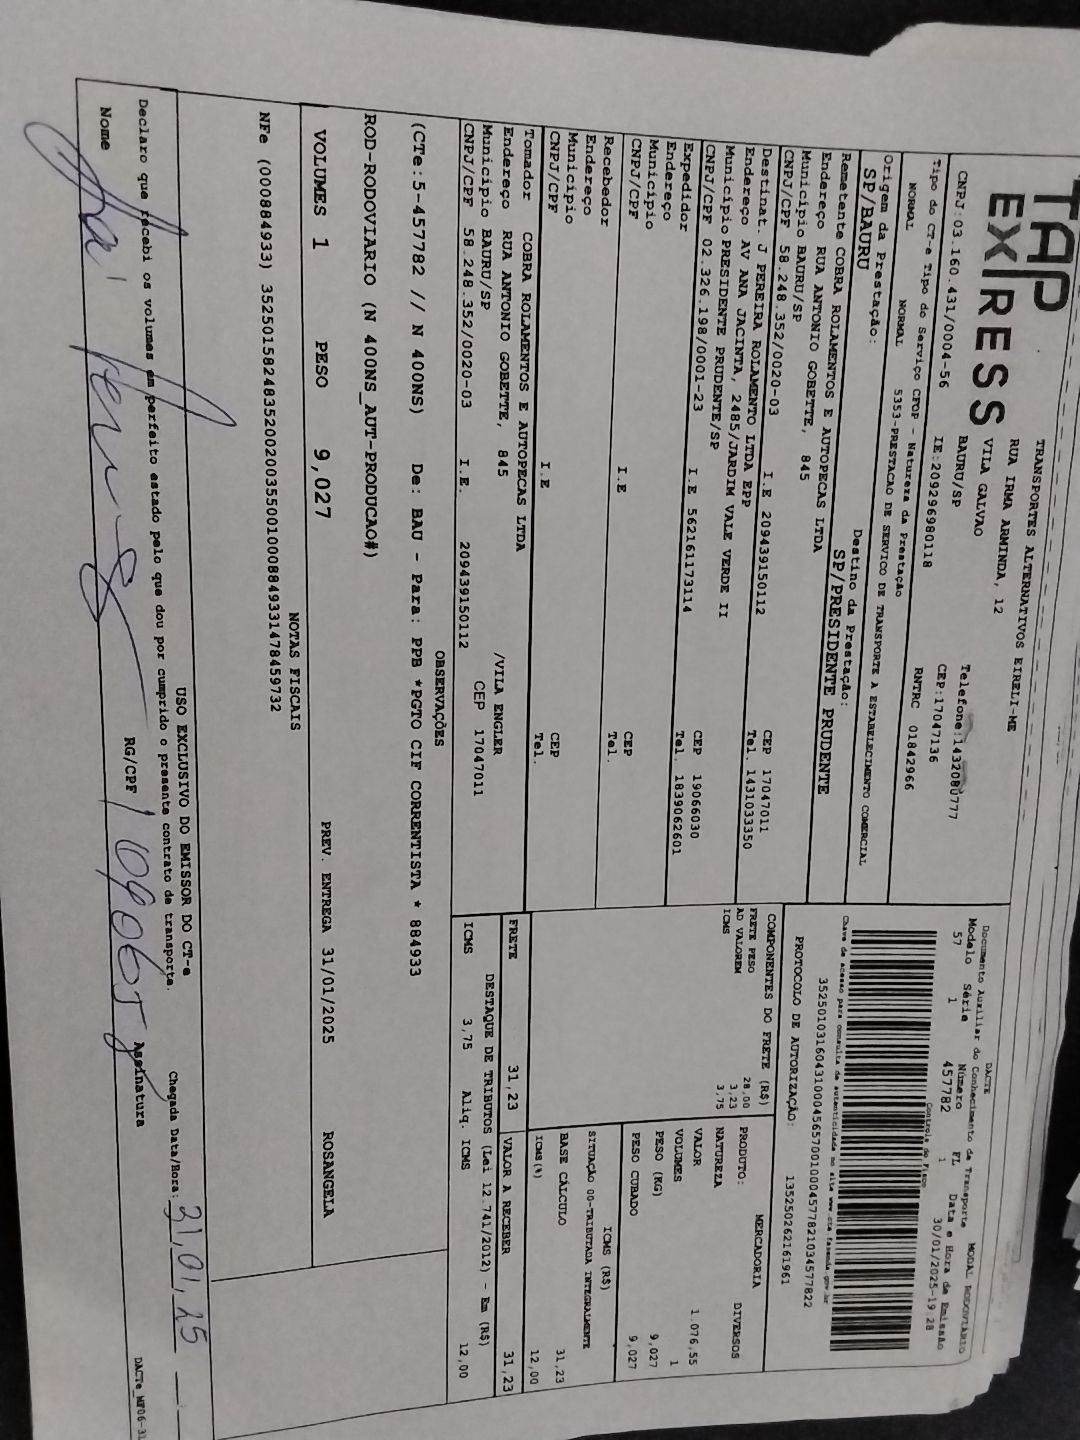 TAP
EXPRESS
TRANSPORTES ALTERNATIVOS EIRELI-ME
RUA IRMA ARMINDA, 12
VILA GALVAO
BAURU/SP
Telefone:1432080777
CEP:17047136
CNPJ:03.160.431/0004-56 IE:209296980118
Tipo do CT-e Tipo do Serviço CFOP - Natureza da Prestação RNTRC 01842966
NORMAL NORMAL 5353-PRESTACAO DE SERVICO DE TRANSPORTE A ESTABELECIMENTO COMERCIAL
Origem da Prestação: Destino da Prestação:
SP/BAURU SP/PRESIDENTE PRUDENTE
Remetente COBRA ROLAMENTOS E AUTOPECAS LTDA
Endereço RUA ANTONIO GOBETTE, 845
Municipio BAURU/SP CEP 17047011
CNPJ/CPF 58.248.352/0020-03 I.E 209439150112 Tel. 1431033350
Destinat. J PEREIRA ROLAMENTO LTDA EPP
Endereço AV ANA JACINTA, 2485/JARDIM VALE VERDE II
Municipio PRESIDENTE PRUDENTE/SP CEP 19066030
CNPJ/CPF 02.326.198/0001-23 I.E 562161173114 Tel. 1839062601
Expedidor
Endereço
Municipio CEP
CNPJ/CPF I.E Tel.
Recebedor
Endereço
Municipio CEP
CNPJ/CPF I.E Tel.
Tomador COBRA ROLAMENTOS E AUTOPECAS LTDA
Endereço RUA ANTONIO GOBETTE, 845 /VILA ENGLER
Municipio BAURU/SP CEP 17047011
CNPJ/CPF 58.248.352/0020-03 I.E. 209439150112
DACTE MODAL RODOVIÁRIO
Documento Auxiliar do Conhecimento de Transporte
Modelo Série Número FL Data e Hora de Emissão
57 1 457782 1 30/01/2025-19:28
Controle do Fisco
Chave de acesso para consulta de autenticidade no site www.cte.fazenda.gov.br
35250103160431000456570010004577821034577822
PROTOCOLO DE AUTORIZAÇÃO: 135250262161961
COMPONENTES DO FRETE (R$)
FRETE PESO 28,00
AD VALOREM 3,23
ICMS 3,75
PRODUTO: MERCADORIA
NATUREZA DIVERSOS
VALOR 1.076,55
VOLUMES 1
PESO (KG) 9,027
PESO CUBADO 9,027
ICMS (R$)
SITUAÇÃO 00-TRIBUTADA INTEGRALMENTE
BASE CÁLCULO 31,23
ICMS (%) 12,00
FRETE 31,23 VALOR A RECEBER 31,23
DESTAQUE DE TRIBUTOS (Lei 12.741/2012) - Em (R$)
ICMS 3,75 Aliq. ICMS 12,00
OBSERVAÇÕES
(CTe:5-457782 // N 400NS) De: BAU - Para: PPB *PGTO CIF CORRENTISTA * 884933
ROD-RODOVIARIO (N 400NS_AUT-PRODUCAO#)
VOLUMES 1 PESO 9,027 PREV. ENTREGA 31/01/2025 ROSANGELA
NOTAS FISCAIS
NFe (000884933) 35250158248352002003550010008849331478459732
USO EXCLUSIVO DO EMISSOR DO CT-e
Declaro que recebi os volumes em perfeito estado pelo que dou por cumprido o presente contrato de transporte.
Chegada Data/Hora: 31,01,25
Nome RG/CPF Assinatura